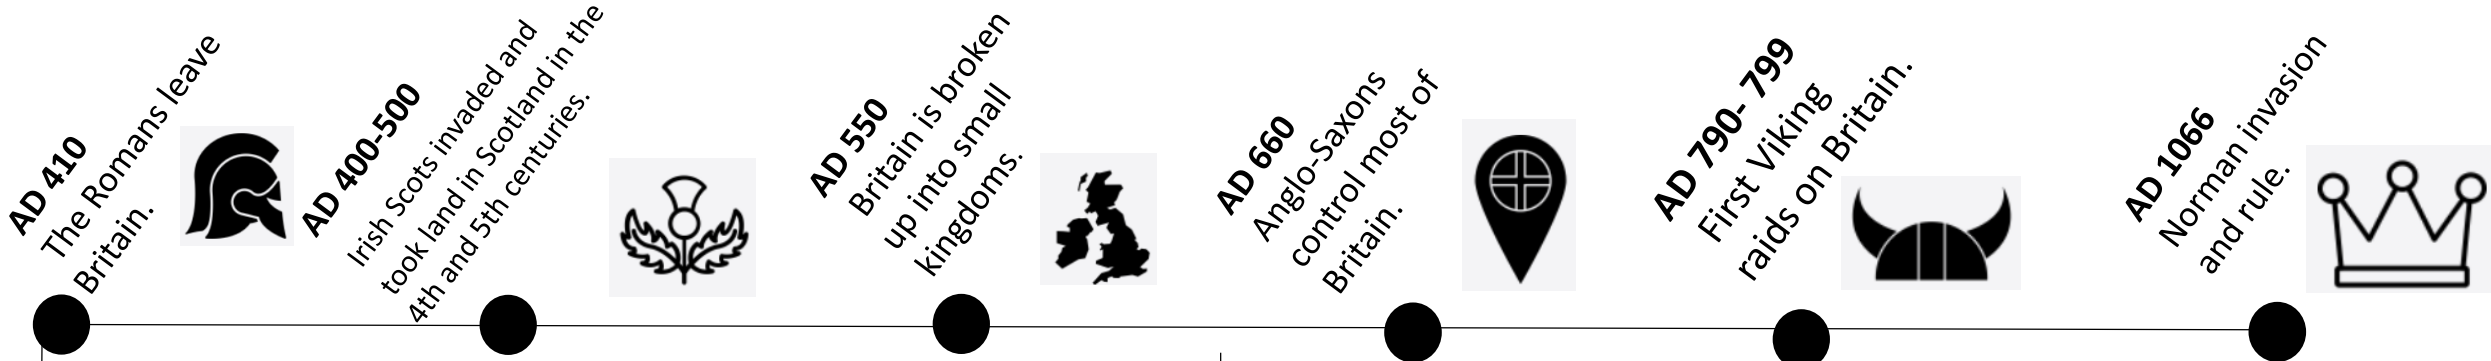 AD 410
The Romans leave
Britain.
AD 400-500
Irish Scots invaded and
took land in Scotland in the
4th and 5th centuries.
AD 550
Britain is broken
up into small
kingdoms.
AD 660
Anglo-Saxons
control most of
Britain.
AD 790- 799
First Viking
raids on Britain.
AD 1066
Norman invasion
and rule.